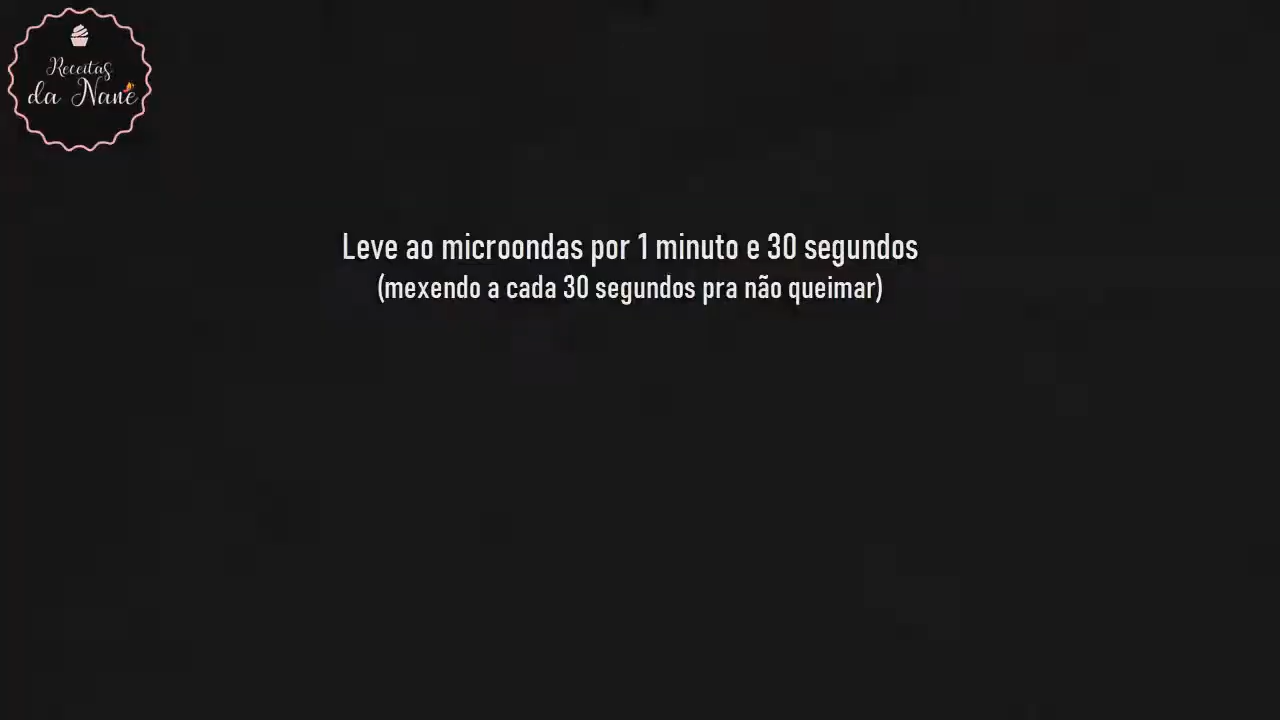 Receitas
da Nane
Leve ao microondas por 1 minuto e 30 segundos
(mexendo a cada 30 segundos pra não queimar)